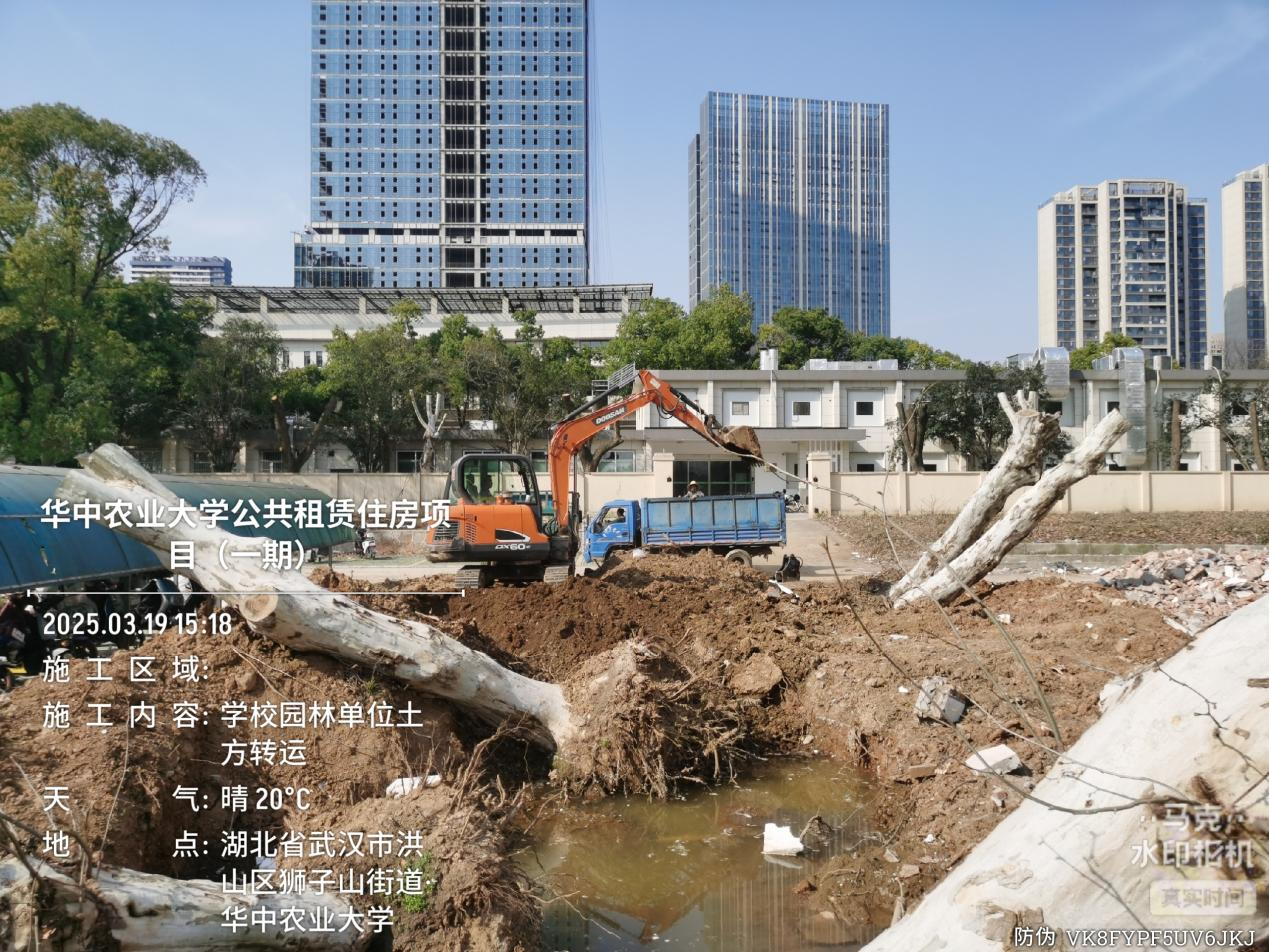 DOOSAN
DX60
华中农业大学公共租赁住房项
目（一期）
2025.03.19 15:18
施工区域:
施工内容: 学校园林单位土
方转运
天气: 晴 20℃
地点: 湖北省武汉市洪
山区狮子山街道·
华中农业大学
马克
水印相机
真实时间
防伪 VK8FYPF5UV6JKJ